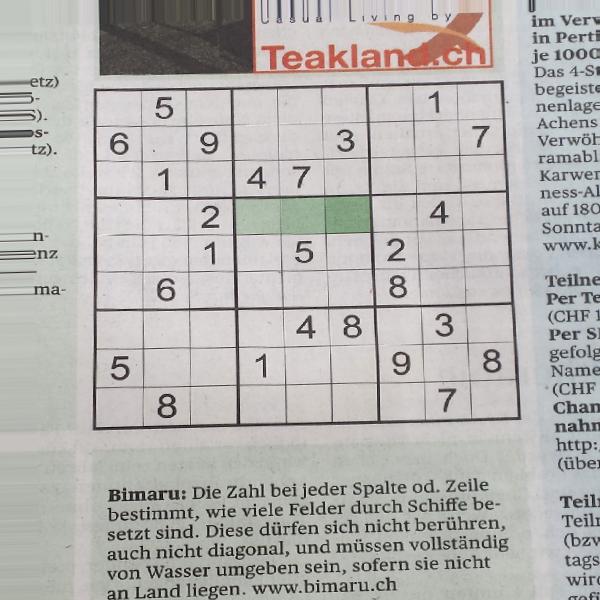 Casual Living by
Teakland.ch
etz)
s-
tz).
n-
nz
ma-
5 1
6 9 3 7
1 4 7
2 4
1 5 2
6 8
4 8 3
5 1 9 8
8 7
Bimaru: Die Zahl bei jeder Spalte od. Zeile
bestimmt, wie viele Felder durch Schiffe be-
setzt sind. Diese dürfen sich nicht berühren,
auch nicht diagonal, und müssen vollständig
von Wasser umgeben sein, sofern sie nicht
an Land liegen. www.bimaru.ch
im Verw
in Perti
je 1000
Das 4-St
begeiste
nenlage
Achens
Verwöh
ramabl
Karwen
ness-Al
auf 180
Sonnta
www.k
Teilne
Per Te
(CHF 1
Per SM
gefolg
Name
(CHF
Chan
nahn
http:
(über
Teiln
Teiln
(bzw
tags
wird